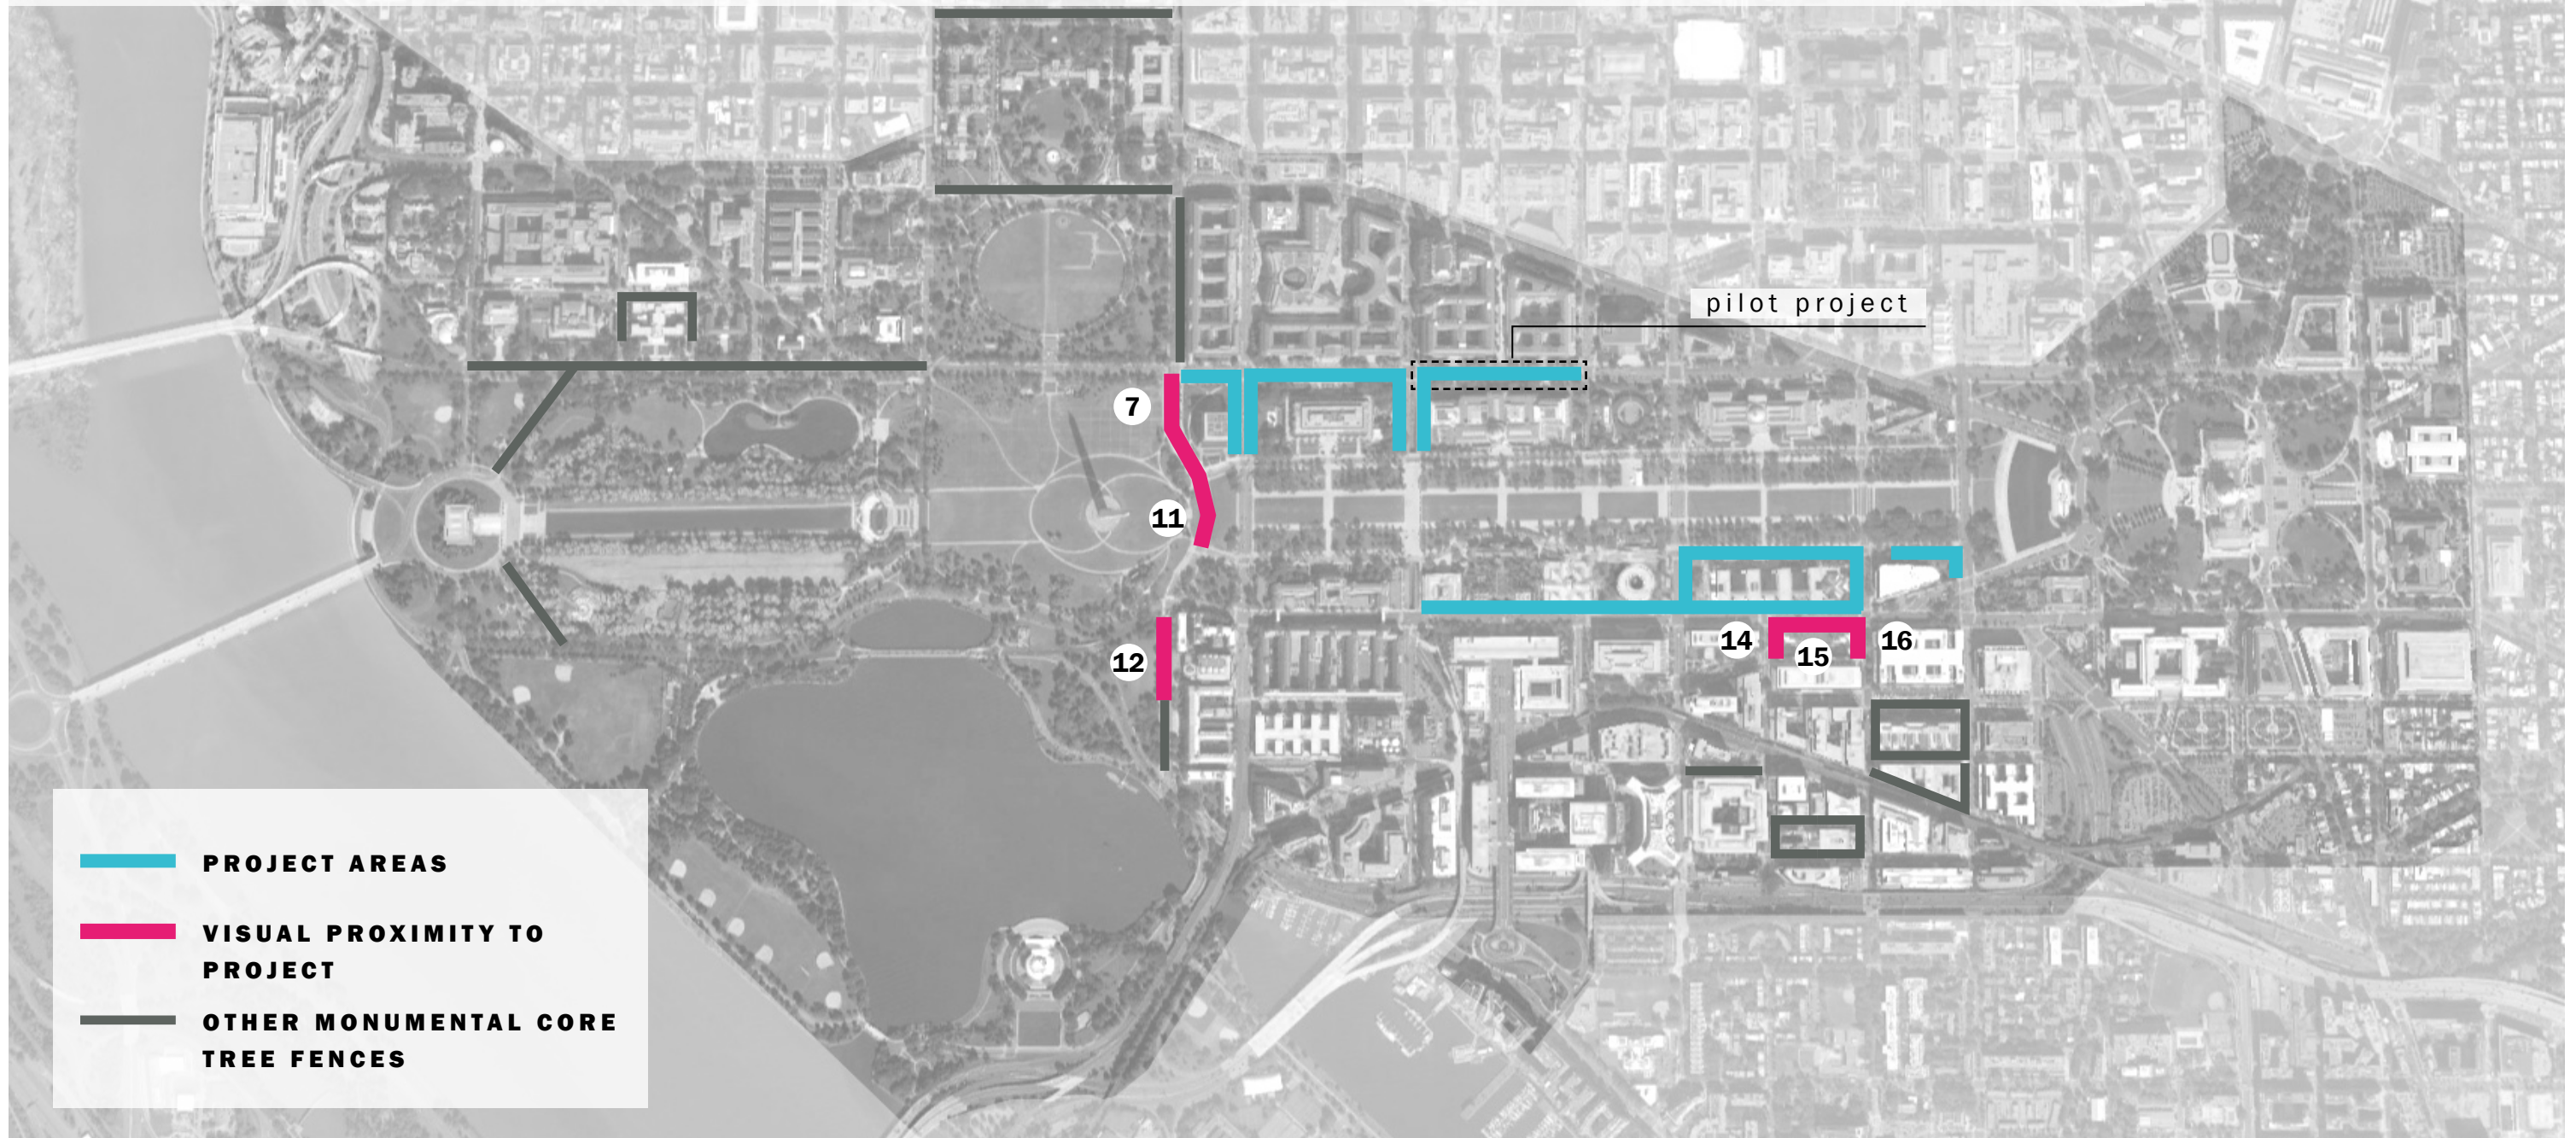 pilot project
7
11
12
14
15
16
PROJECT AREAS
VISUAL PROXIMITY TO
PROJECT
OTHER MONUMENTAL CORE
TREE FENCES